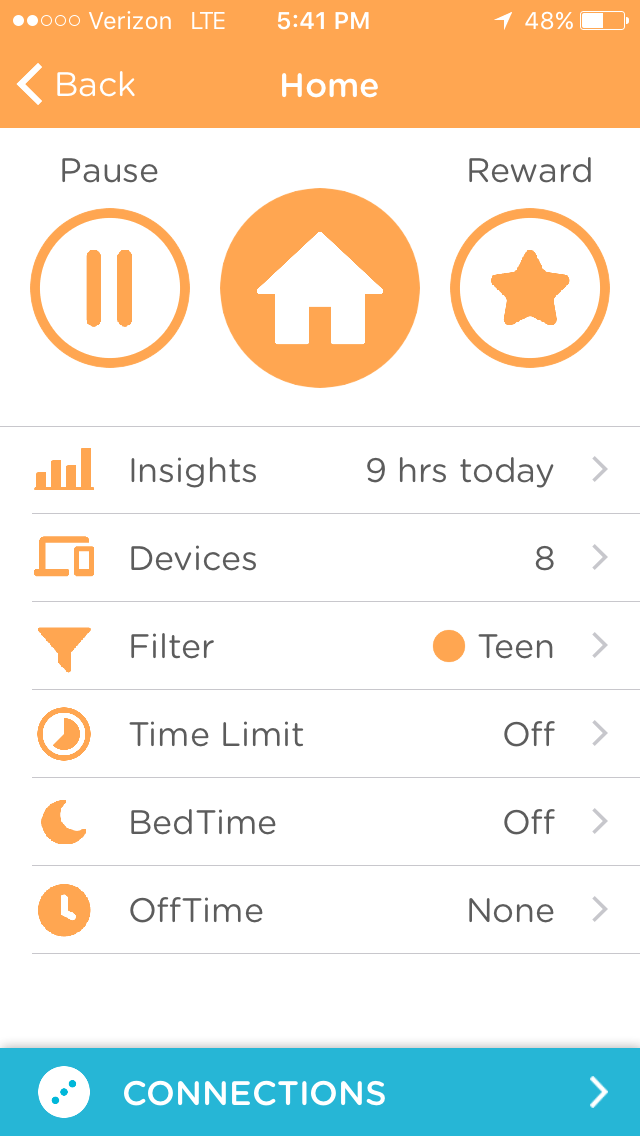 Verizon LTE 5:41 PM 48%
Back Home
Pause Reward
Insights 9 hrs today
Devices 8
Filter Teen
Time Limit Off
BedTime Off
OffTime None
CONNECTIONS